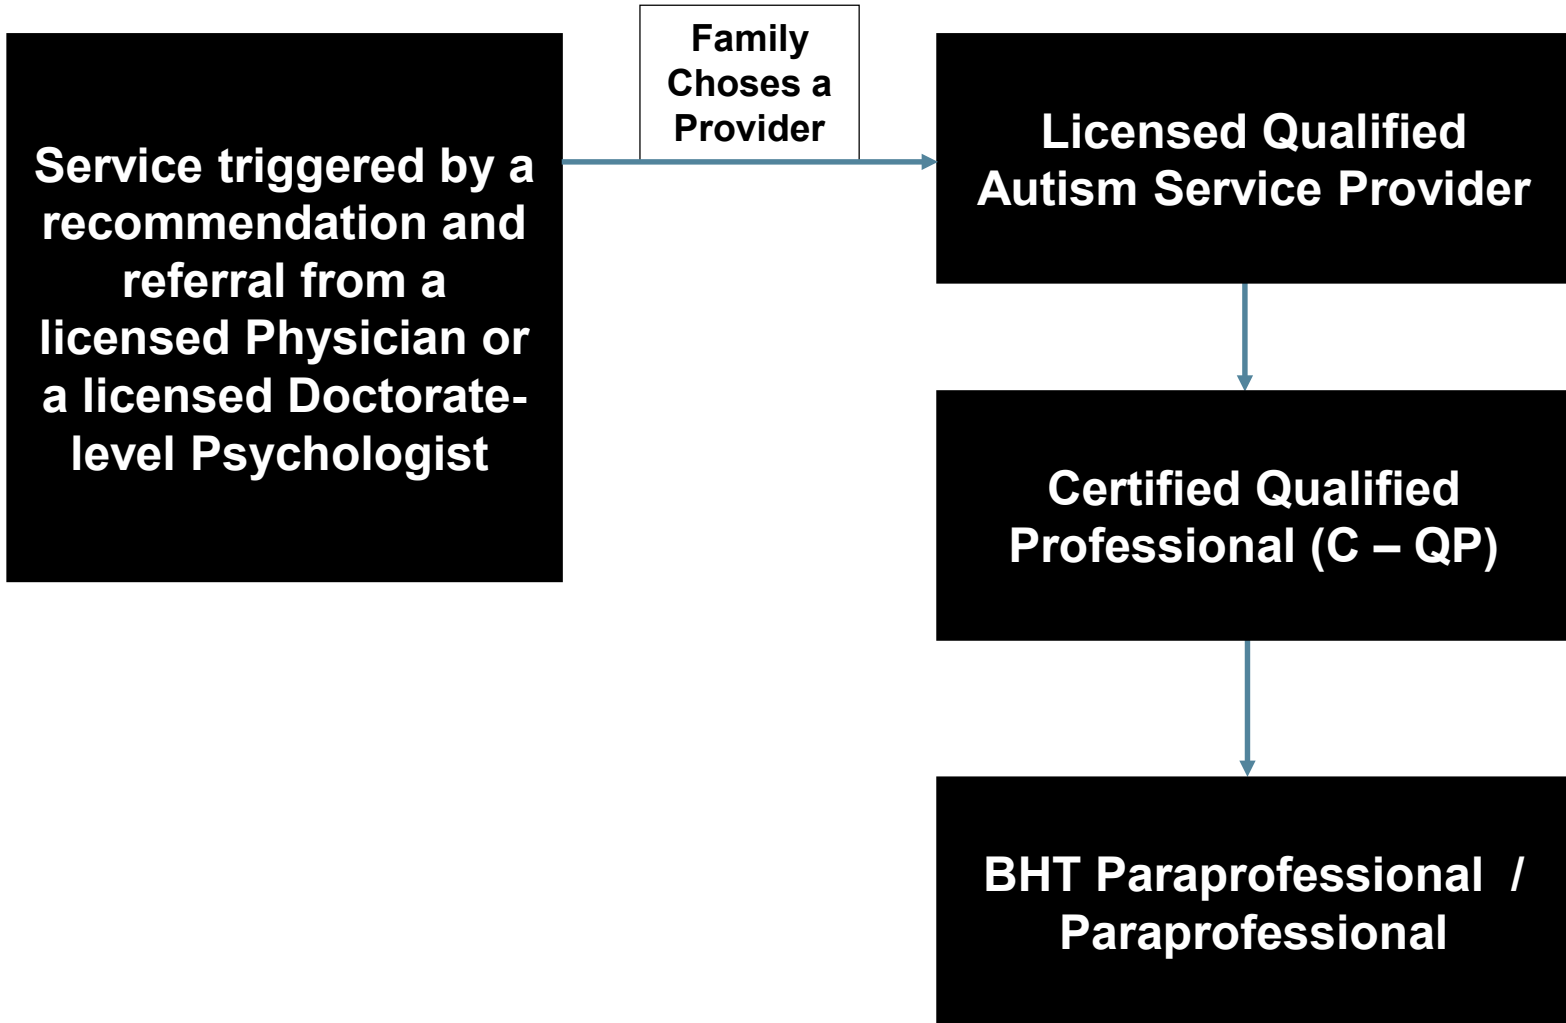 Service triggered by a
recommendation and
referral from a
licensed Physician or
a licensed Doctorate-
level Psychologist
Family
Choses a
Provider
Licensed Qualified
Autism Service Provider
Certified Qualified
Professional (C – QP)
BHT Paraprofessional /
Paraprofessional